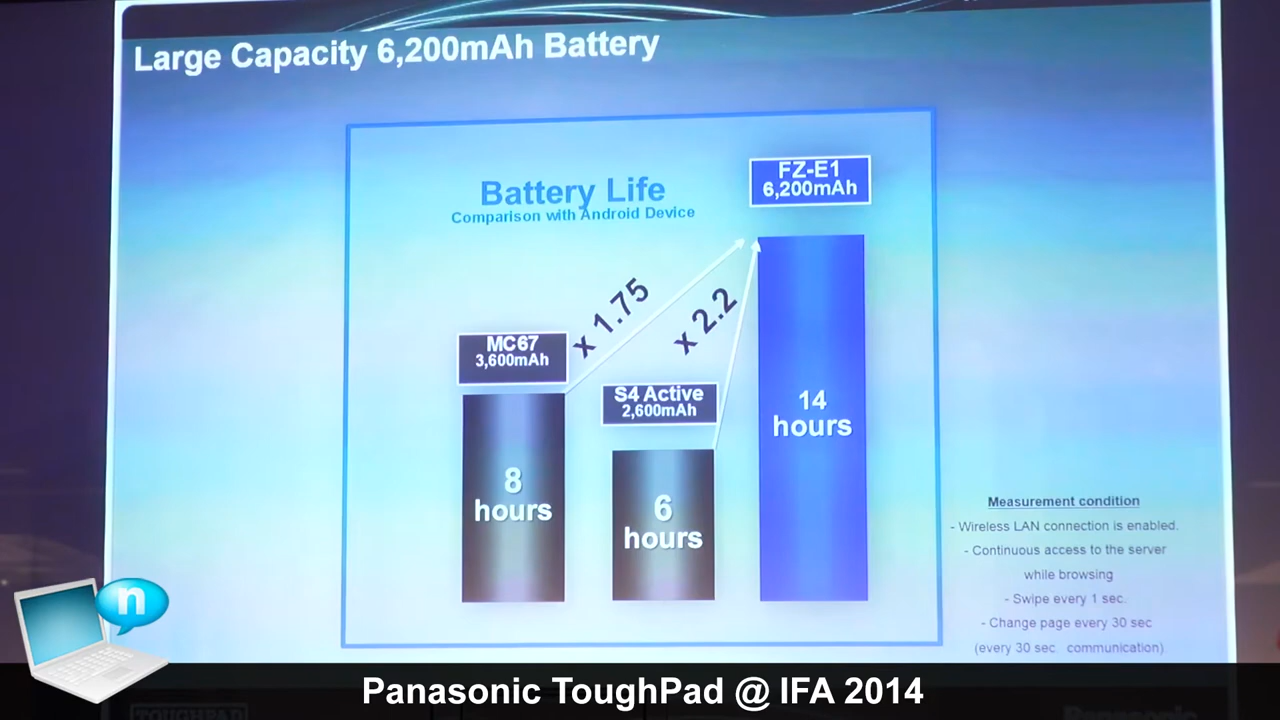 Large Capacity 6,200mAh Battery
Battery Life
Comparison with Android Device
FZ-E1
6,200mAh
x 1.75
x 2.2
MC67
3,600mAh
S4 Active
2,600mAh
14
hours
8
hours
6
hours
Measurement condition
- Wireless LAN connection is enabled.
- Continuous access to the server
while browsing
- Swipe every 1 sec.
- Change page every 30 sec
(every 30 sec. communication)
n
Panasonic ToughPad @ IFA 2014
TOUGHPAD
Panasonic